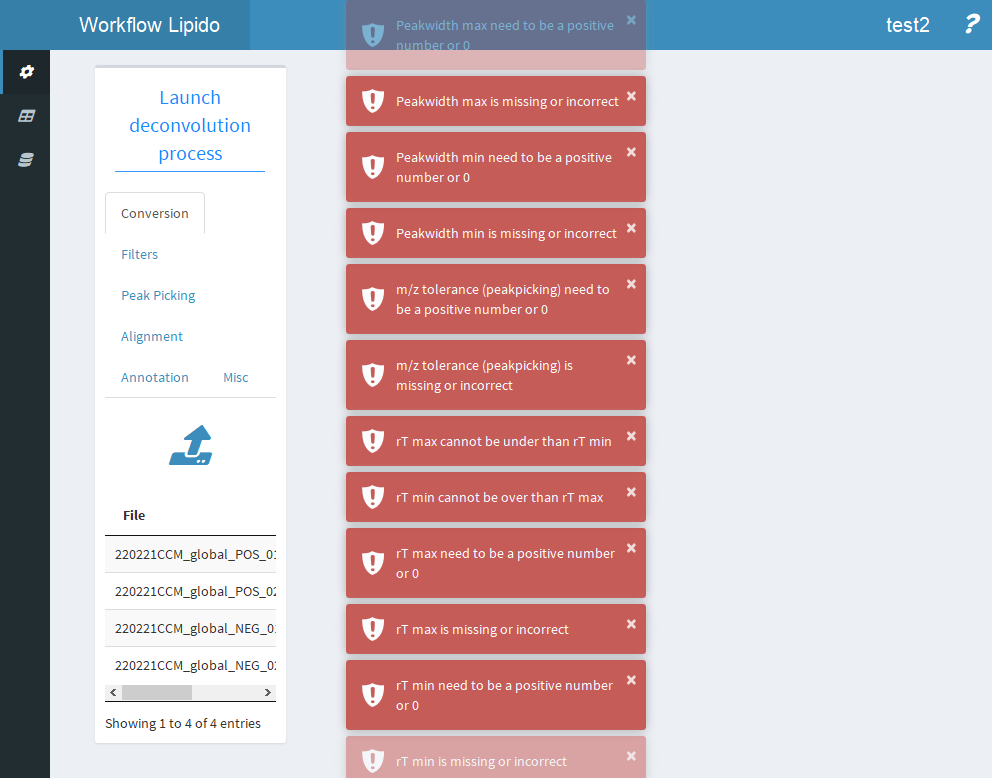 Workflow Lipido
test2
?
Launch
deconvolution
process
Conversion
Filters
Peak Picking
Alignment
Annotation
Misc
File
220221CCM_global_POS_01
220221CCM_global_POS_02
220221CCM_global_NEG_01
220221CCM_global_NEG_02
Showing 1 to 4 of 4 entries
Peakwidth max need to be a positive
number or 0
Peakwidth max is missing or incorrect
Peakwidth min need to be a positive
number or 0
Peakwidth min is missing or incorrect
m/z tolerance (peakpicking) need to
be a positive number or 0
m/z tolerance (peakpicking) is
missing or incorrect
rT max cannot be under than rT min
rT min cannot be over than rT max
rT max need to be a positive number
or 0
rT max is missing or incorrect
rT min need to be a positive number
or 0
rT min is missing or incorrect